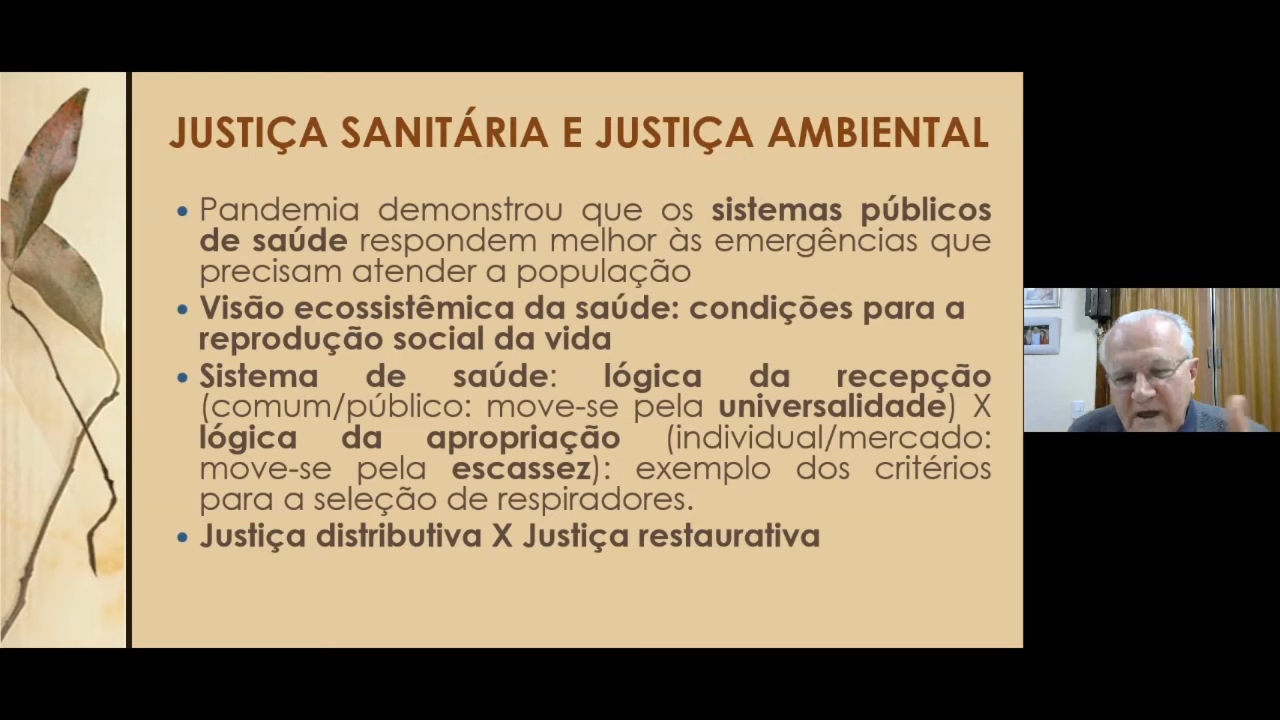 JUSTIÇA SANITÁRIA E JUSTIÇA AMBIENTAL
• Pandemia demonstrou que os sistemas públicos
de saúde respondem melhor às emergências que
precisam atender a população
• Visão ecossistêmica da saúde: condições para a
reprodução social da vida
• Sistema de saúde: lógica da recepção
(comum/público: move-se pela universalidade) X
lógica da apropriação (individual/mercado:
move-se pela escassez): exemplo dos critérios
para a seleção de respiradores.
• Justiça distributiva X Justiça restaurativa